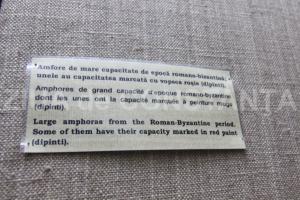 Amfore de mare capacitate de epocă romano-bizantină,
unele au capacitatea marcată cu vopsea roșie (dipinti).
Amphores de grand capacité d'epoque romano-byzantine
dont les unes ont la capacité marquée à peinture rouge
(dipinti).
Large amphoras from the Roman-Byzantine period.
Some of them have their capacity marked in red paint
(dipinti).